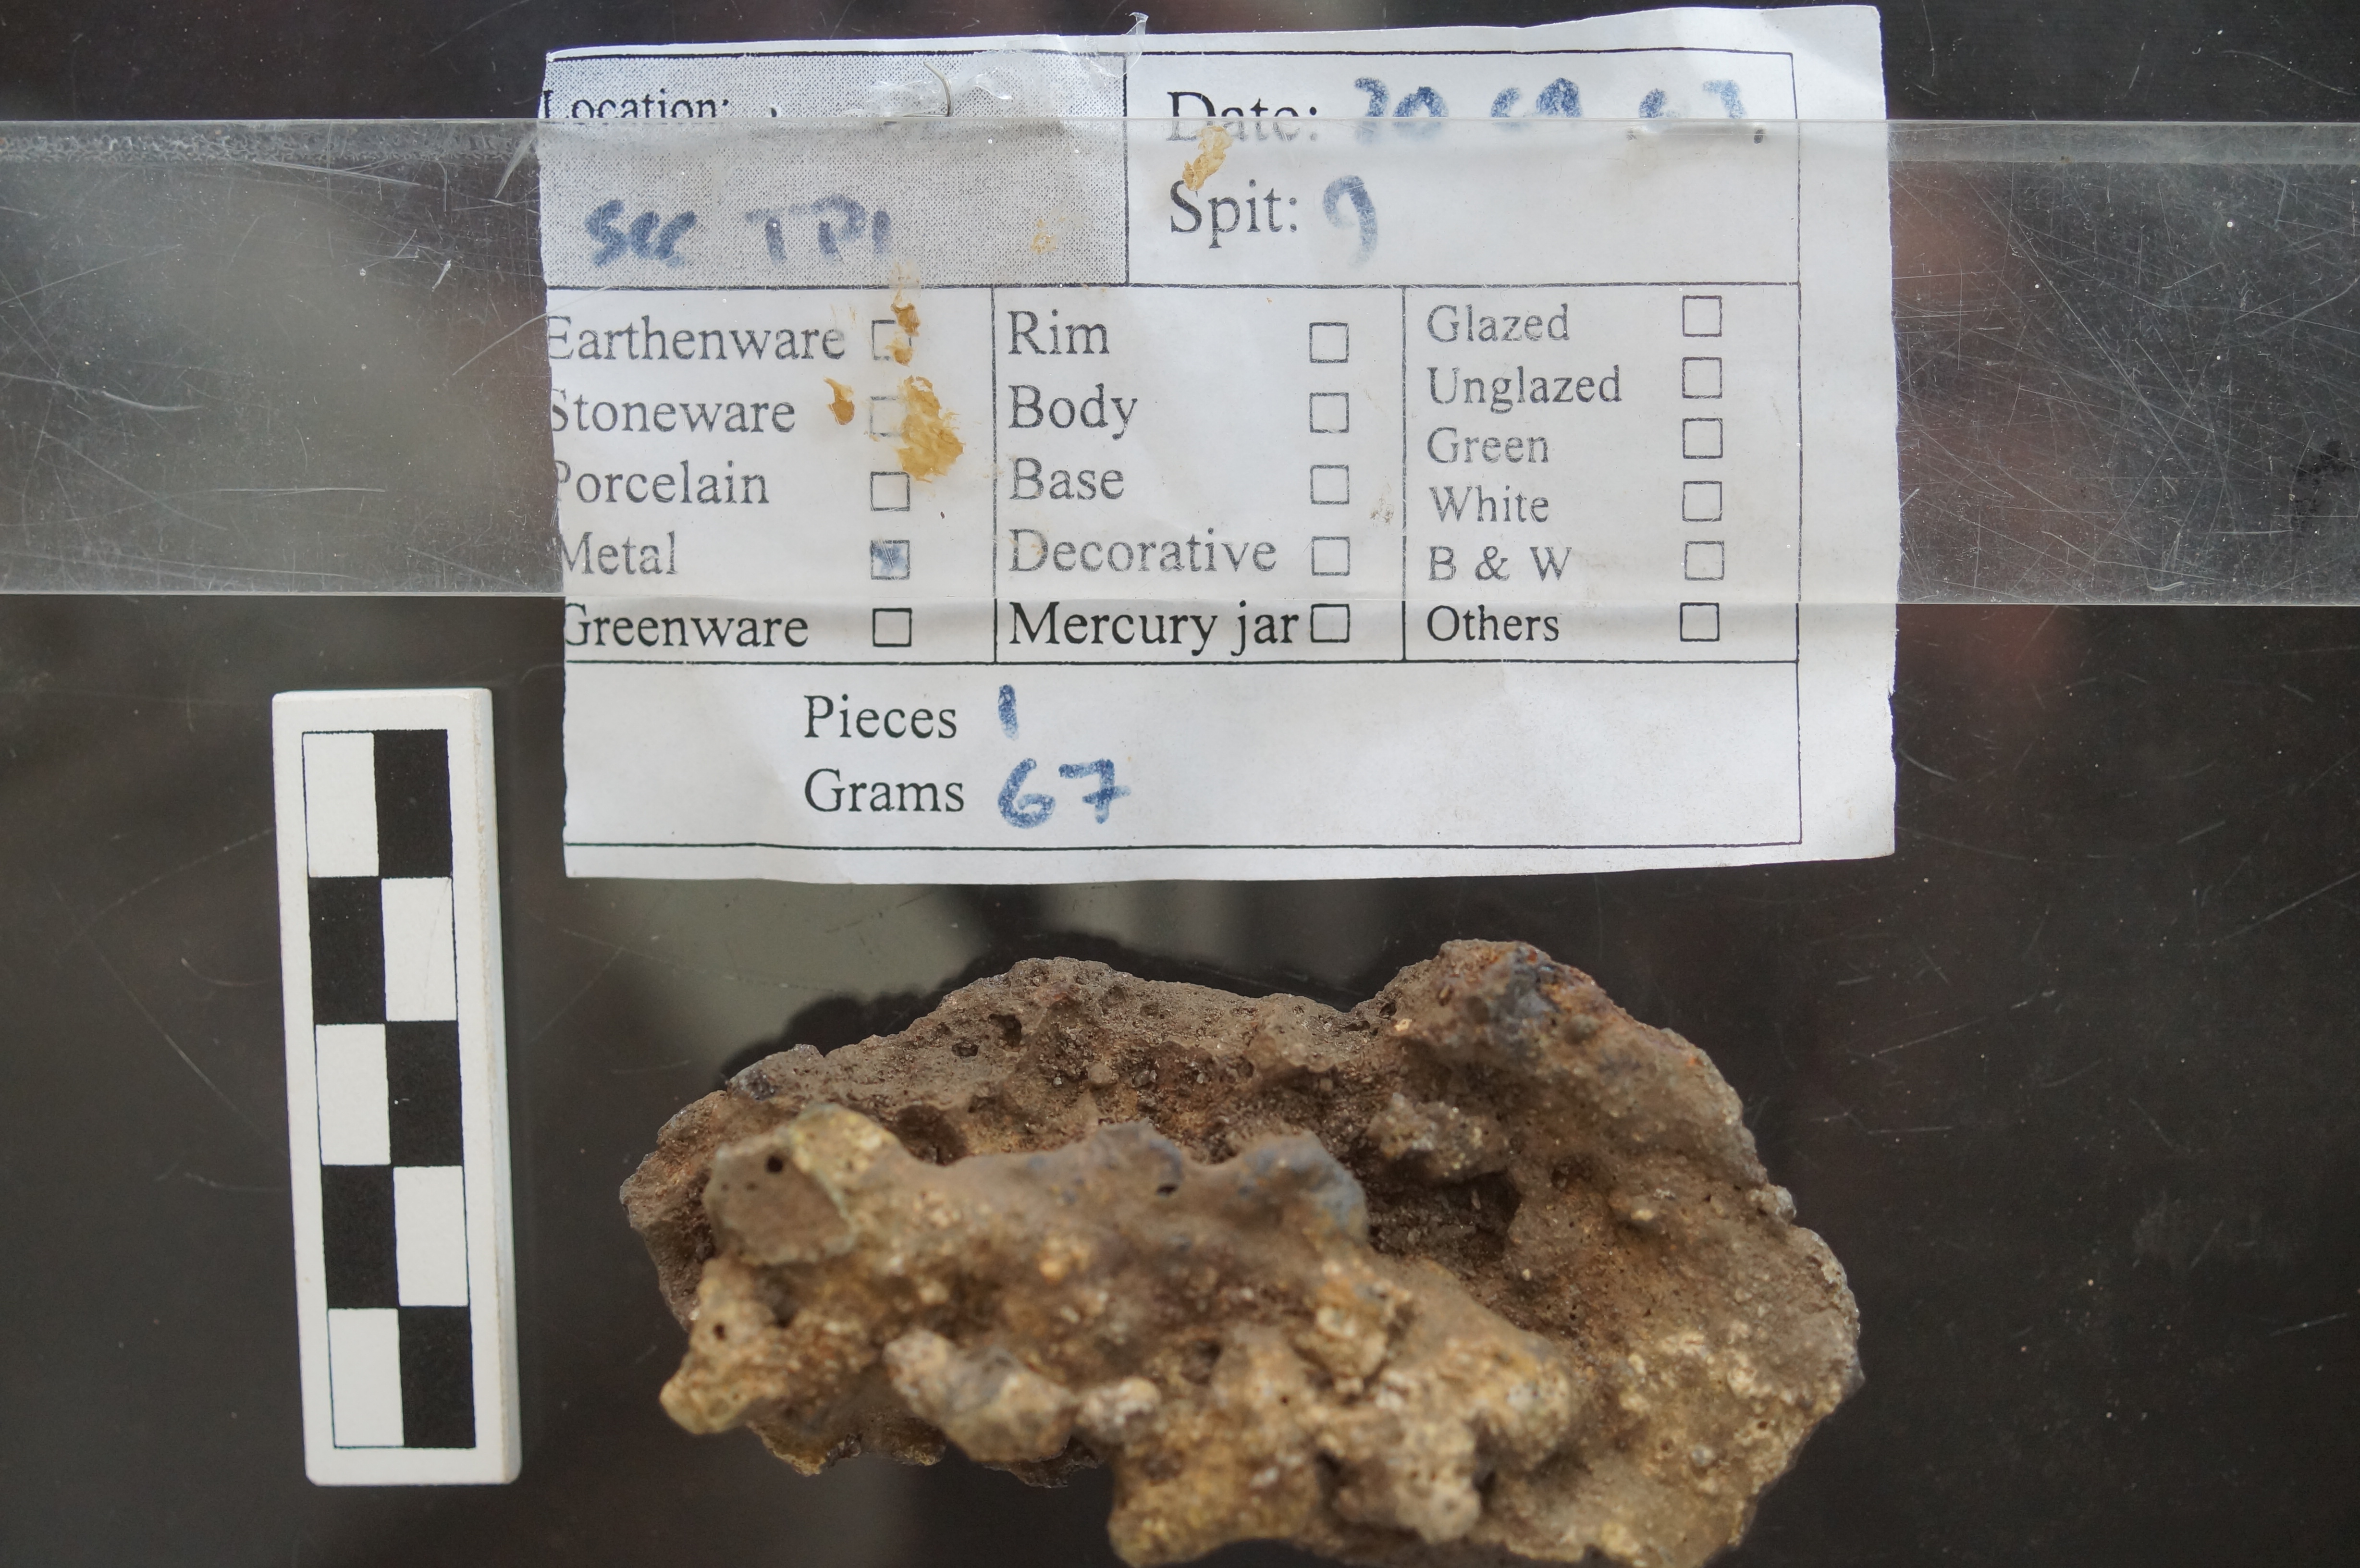 Location:
Date: 20
Spit: 9
Earthenware ☐ Rim ☐ Glazed ☐
Stoneware ☐ Body ☐ Unglazed ☐
Porcelain ☐ Base ☐ Green ☐
White ☐
Metal ☑ Decorative ☐ B & W ☐
Greenware ☐ Mercury jar ☐ Others ☐
Pieces 1
Grams 67